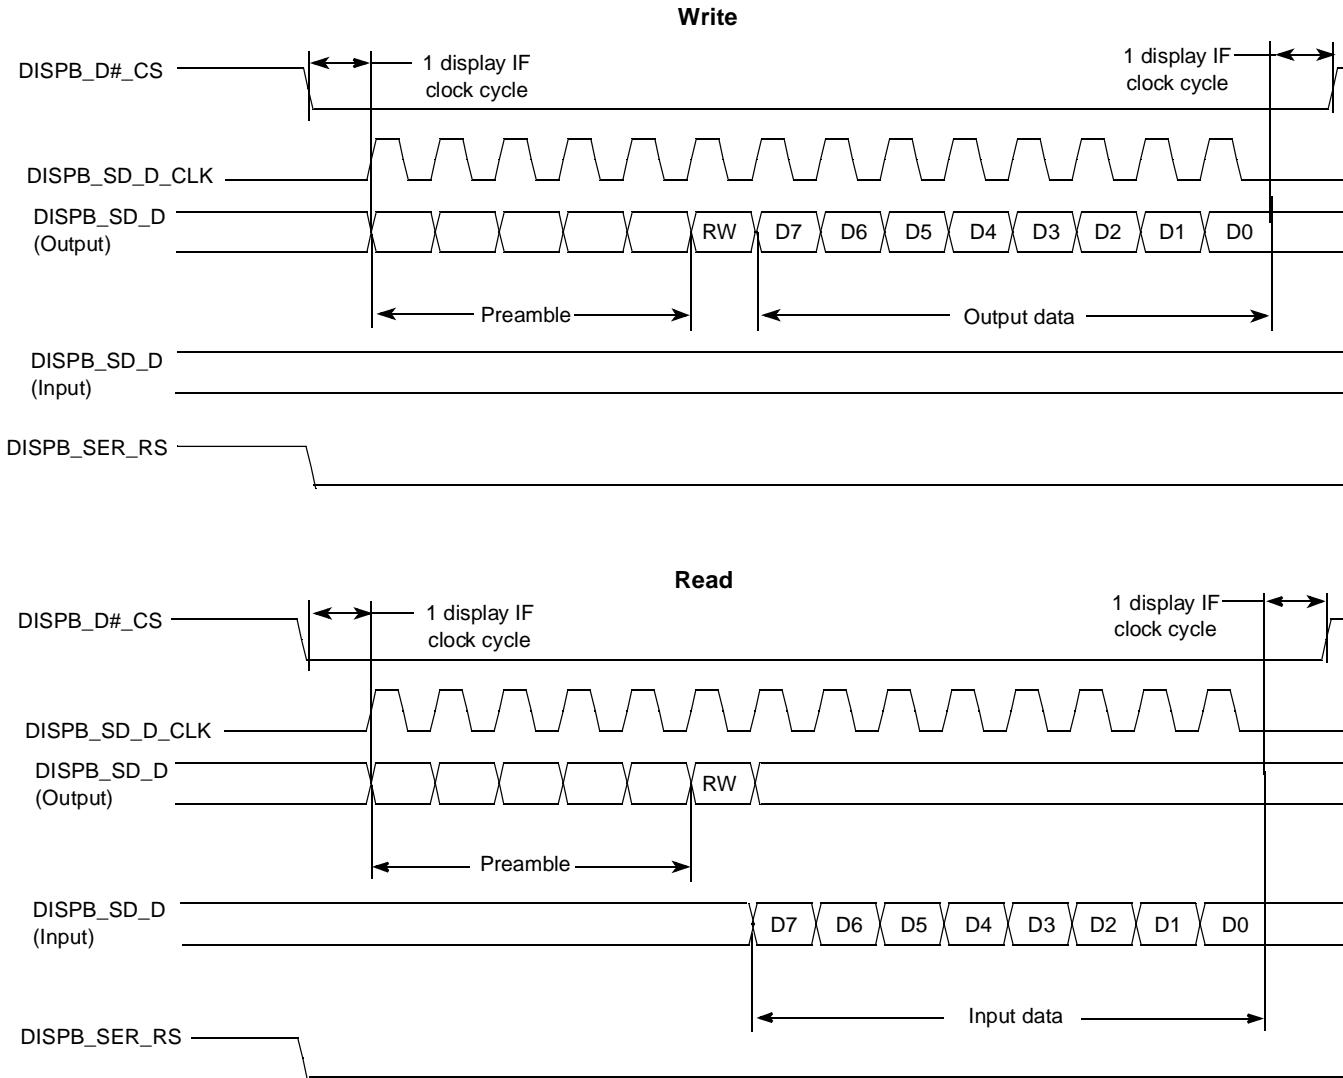 Write
DISPB_D#_CS
1 display IF
clock cycle
1 display IF
clock cycle
DISPB_SD_D_CLK
DISPB_SD_D
(Output)
RW D7 D6 D5 D4 D3 D2 D1 D0
Preamble
Output data
DISPB_SD_D
(Input)
DISPB_SER_RS
Read
DISPB_D#_CS
1 display IF
clock cycle
1 display IF
clock cycle
DISPB_SD_D_CLK
DISPB_SD_D
(Output)
RW
Preamble
DISPB_SD_D
(Input)
D7 D6 D5 D4 D3 D2 D1 D0
Input data
DISPB_SER_RS